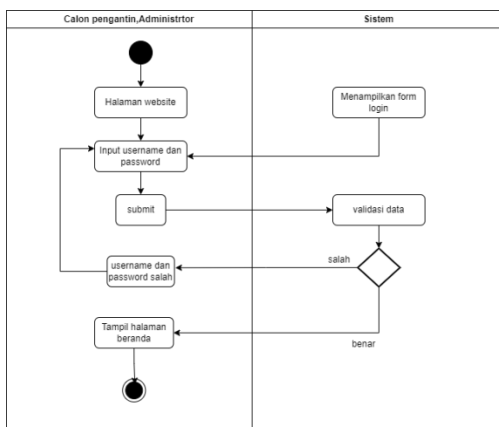 Calon pengantin,Administrtor
Sistem
Halaman website
Menampilkan form
login
Input username dan
password
submit
validasi data
salah
username dan
password salah
Tampil halaman
beranda
benar